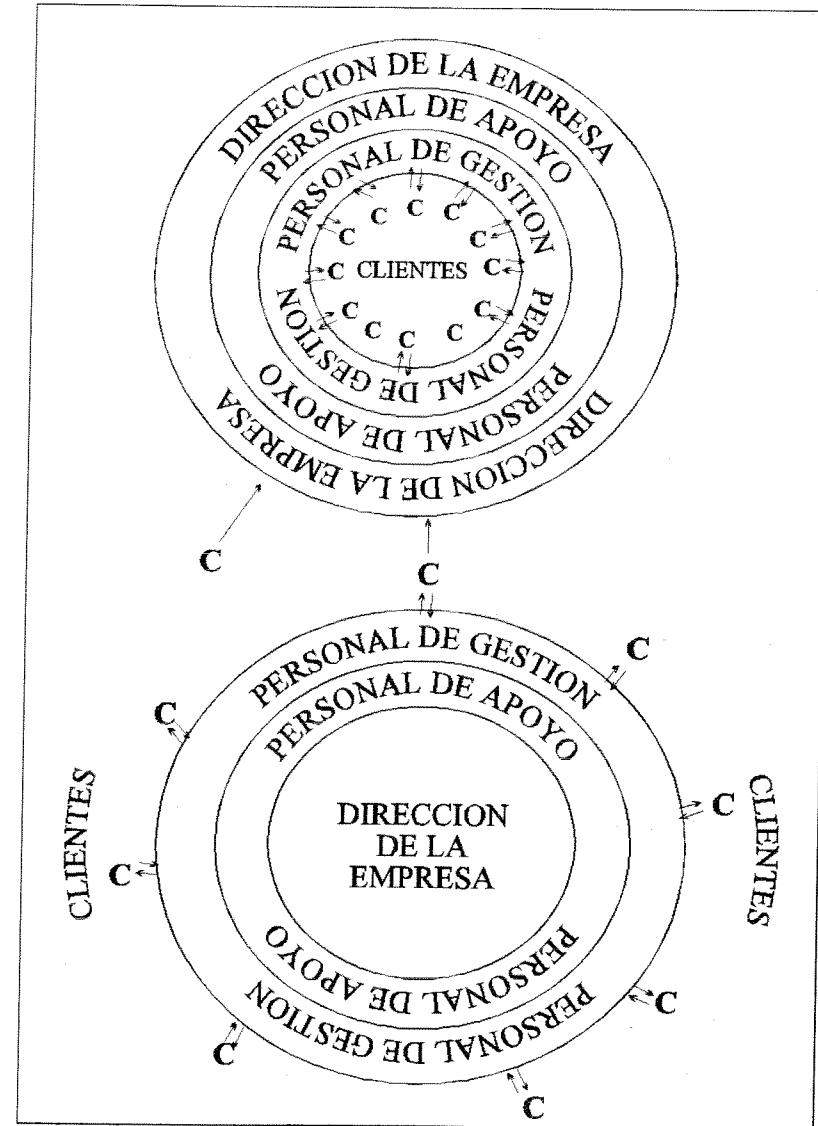 DIRECCION DE LA EMPRESA
PERSONAL DE APOYO
PERSONAL DE GESTION
C
C
C
C
C
C
C
C CLIENTES
C
C
C
C
C
C
PERSONAL DE GESTION
PERSONAL DE APOYO
DIRECCION DE LA EMPRESA
C
C
PERSONAL DE GESTION
PERSONAL DE APOYO
C
C
CLIENTES
CLIENTES
C
C
DIRECCION
DE LA
EMPRESA
PERSONAL DE APOYO
PERSONAL DE GESTION
C
C
C